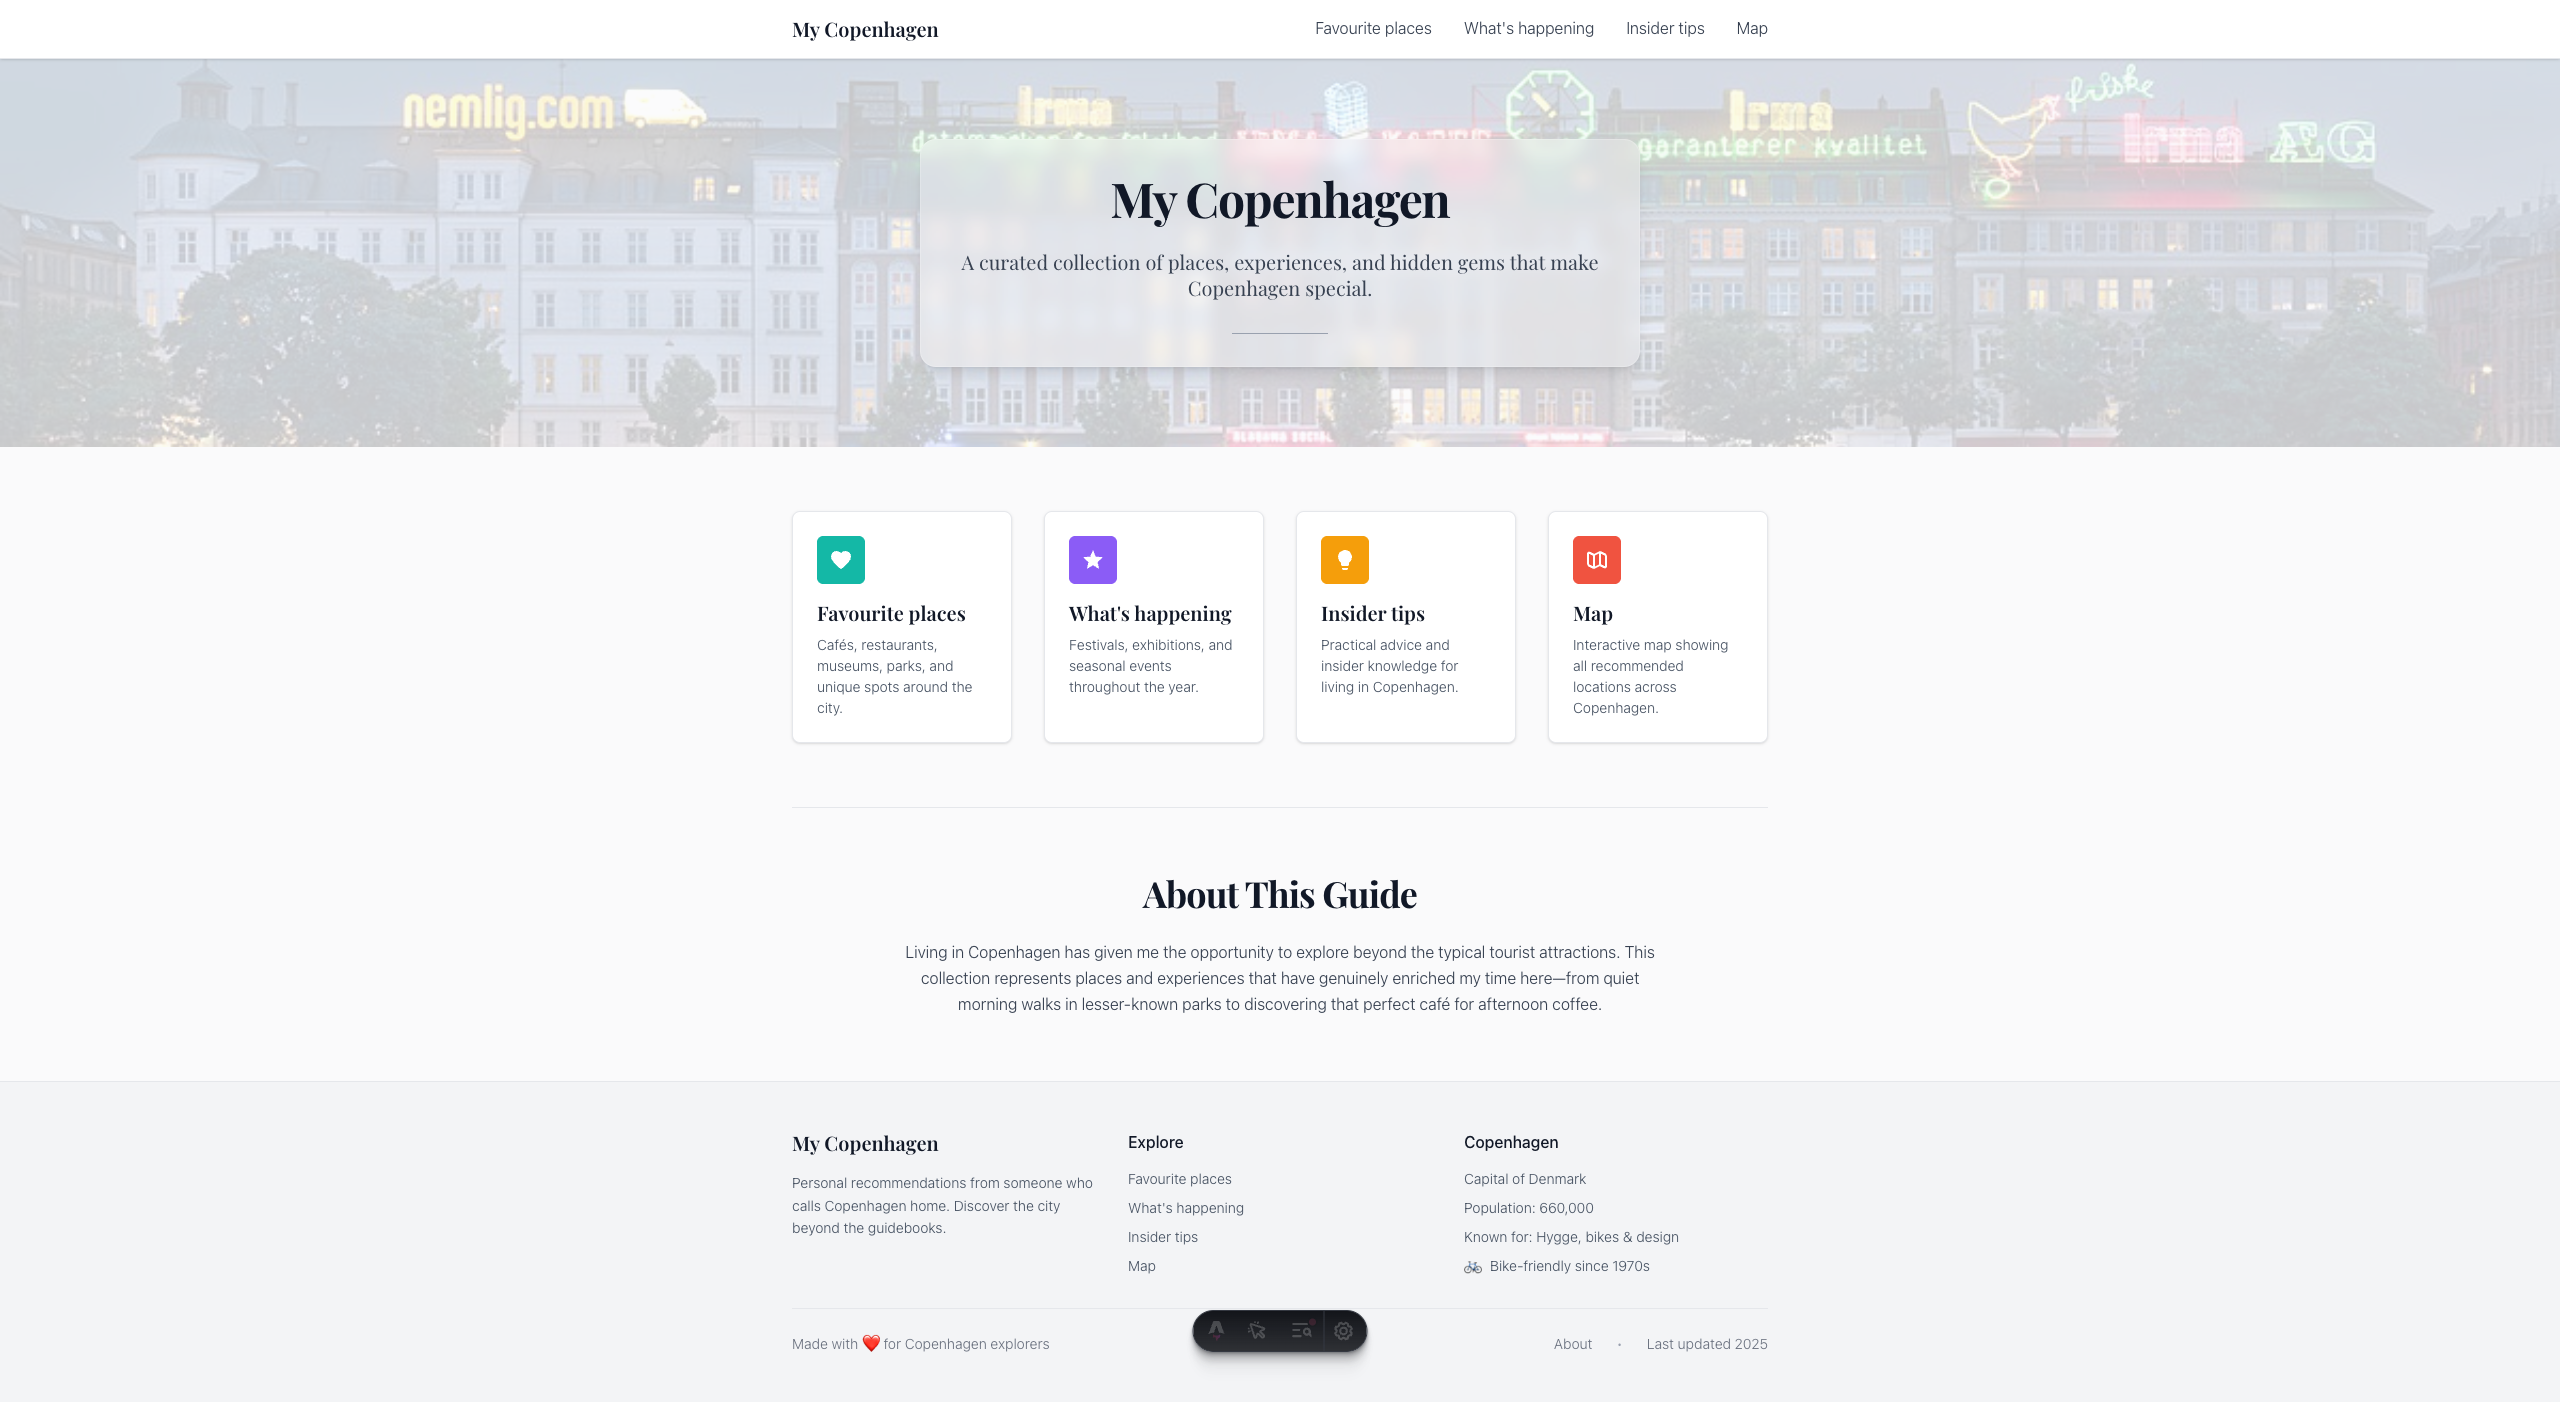 My Copenhagen
Favourite places
What's happening
Insider tips
Map
nemlig.com
Irma
Irma
garanterer kvalitet
friske
Irma ÆG
My Copenhagen
A curated collection of places, experiences, and hidden gems that make
Copenhagen special.
Favourite places
Cafés, restaurants,
museums, parks, and
unique spots around the
city.
What's happening
Festivals, exhibitions, and
seasonal events
throughout the year.
Insider tips
Practical advice and
insider knowledge for
living in Copenhagen.
Map
Interactive map showing
all recommended
locations across
Copenhagen.
About This Guide
Living in Copenhagen has given me the opportunity to explore beyond the typical tourist attractions. This
collection represents places and experiences that have genuinely enriched my time here—from quiet
morning walks in lesser-known parks to discovering that perfect café for afternoon coffee.
My Copenhagen
Personal recommendations from someone who
calls Copenhagen home. Discover the city
beyond the guidebooks.
Explore
Favourite places
What's happening
Insider tips
Map
Copenhagen
Capital of Denmark
Population: 660,000
Known for: Hygge, bikes & design
🚲 Bike-friendly since 1970s
Made with ❤️ for Copenhagen explorers
About • Last updated 2025